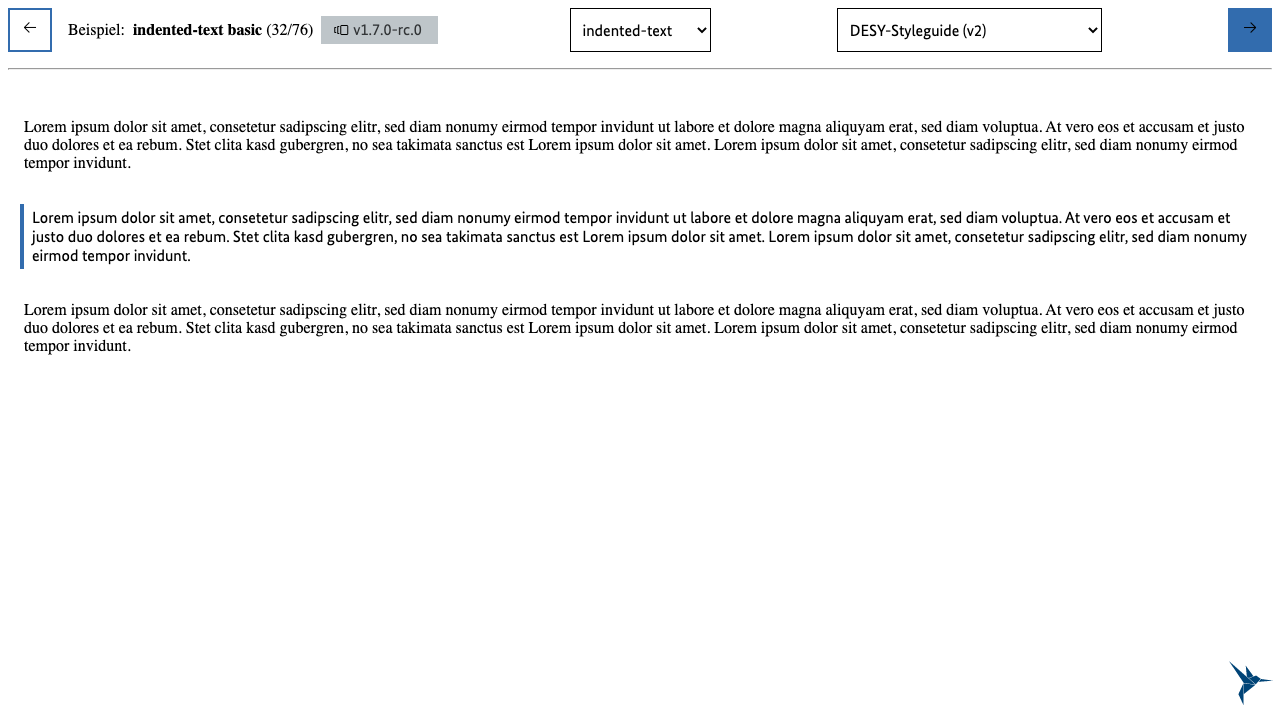 ← Beispiel: indented-text basic (32/76) v1.7.0-rc.0 indented-text DESY-Styleguide (v2) →
Lorem ipsum dolor sit amet, consetetur sadipscing elitr, sed diam nonumy eirmod tempor invidunt ut labore et dolore magna aliquyam erat, sed diam voluptua. At vero eos et accusam et justo
duo dolores et ea rebum. Stet clita kasd gubergren, no sea takimata sanctus est Lorem ipsum dolor sit amet. Lorem ipsum dolor sit amet, consetetur sadipscing elitr, sed diam nonumy eirmod
tempor invidunt.
Lorem ipsum dolor sit amet, consetetur sadipscing elitr, sed diam nonumy eirmod tempor invidunt ut labore et dolore magna aliquyam erat, sed diam voluptua. At vero eos et accusam et
justo duo dolores et ea rebum. Stet clita kasd gubergren, no sea takimata sanctus est Lorem ipsum dolor sit amet. Lorem ipsum dolor sit amet, consetetur sadipscing elitr, sed diam nonumy
eirmod tempor invidunt.
Lorem ipsum dolor sit amet, consetetur sadipscing elitr, sed diam nonumy eirmod tempor invidunt ut labore et dolore magna aliquyam erat, sed diam voluptua. At vero eos et accusam et justo
duo dolores et ea rebum. Stet clita kasd gubergren, no sea takimata sanctus est Lorem ipsum dolor sit amet. Lorem ipsum dolor sit amet, consetetur sadipscing elitr, sed diam nonumy eirmod
tempor invidunt.